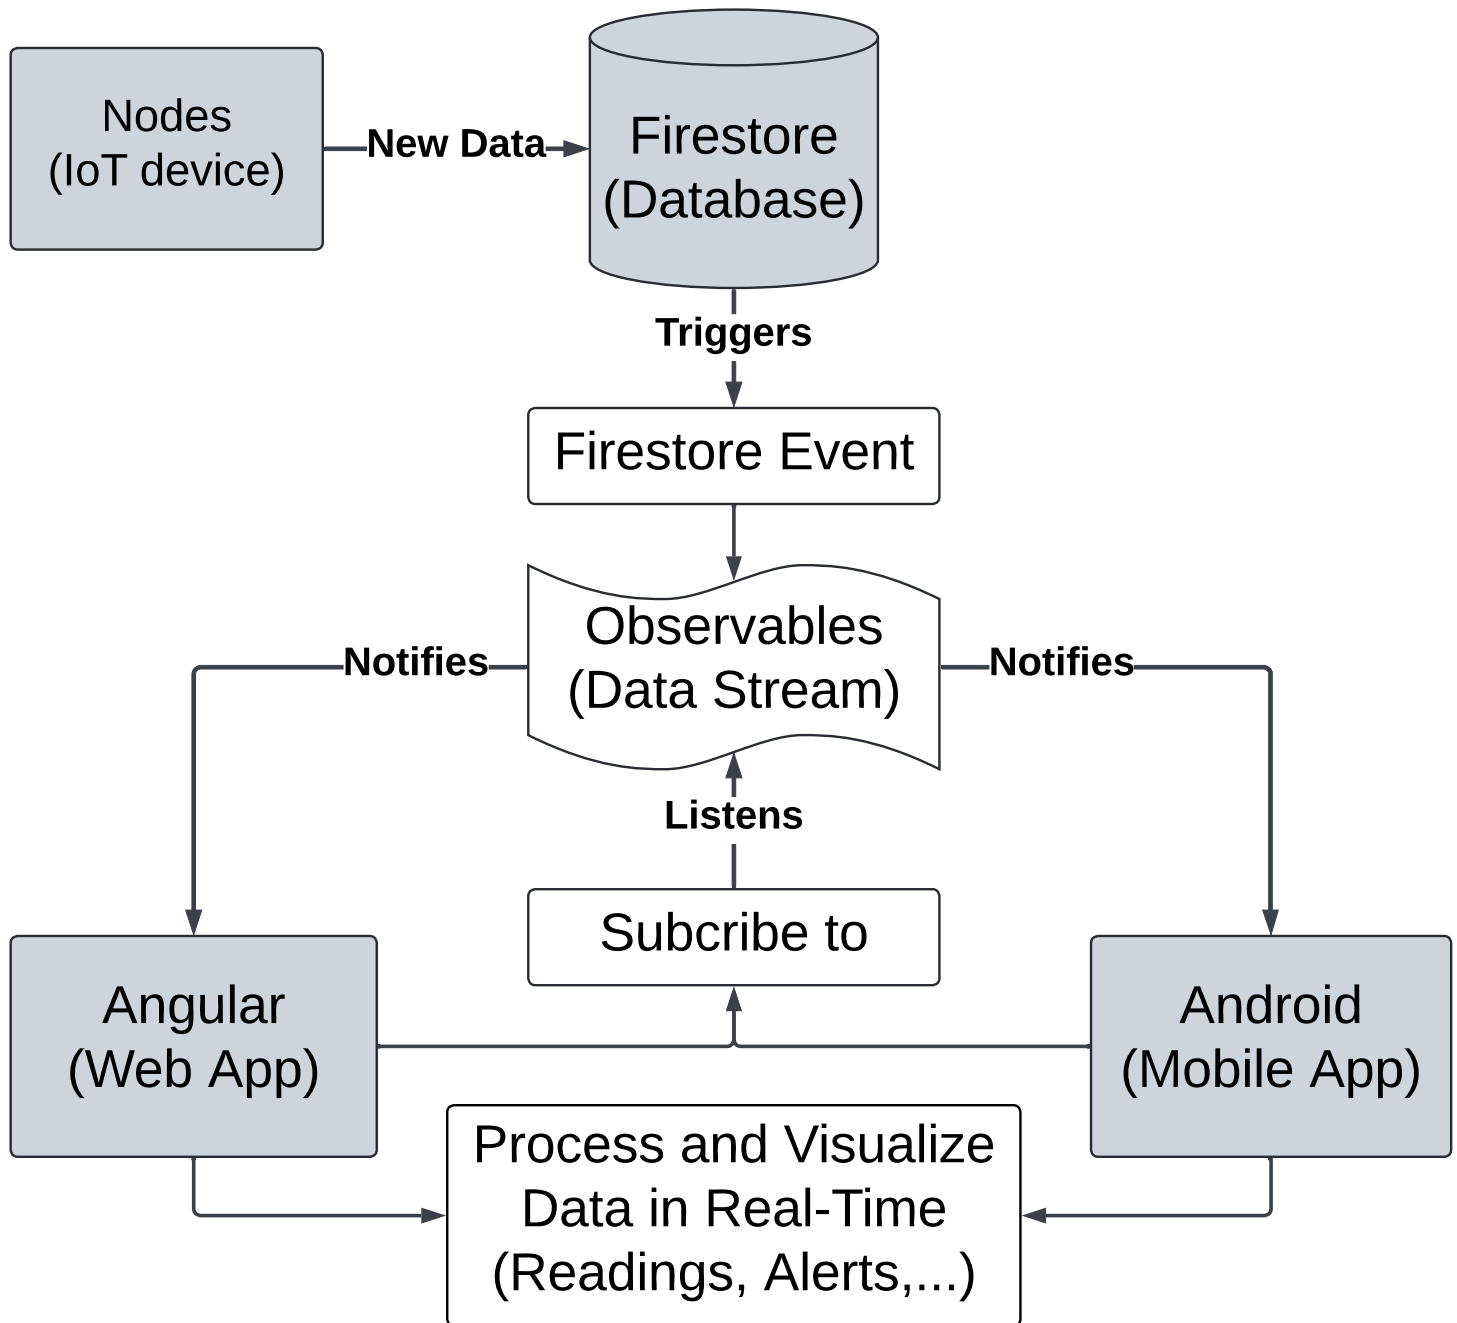 Nodes
(IoT device)
New Data
Firestore
(Database)
Triggers
Firestore Event
Observables
(Data Stream)
Notifies
Notifies
Listens
Subcribe to
Angular
(Web App)
Android
(Mobile App)
Process and Visualize
Data in Real-Time
(Readings, Alerts,...)